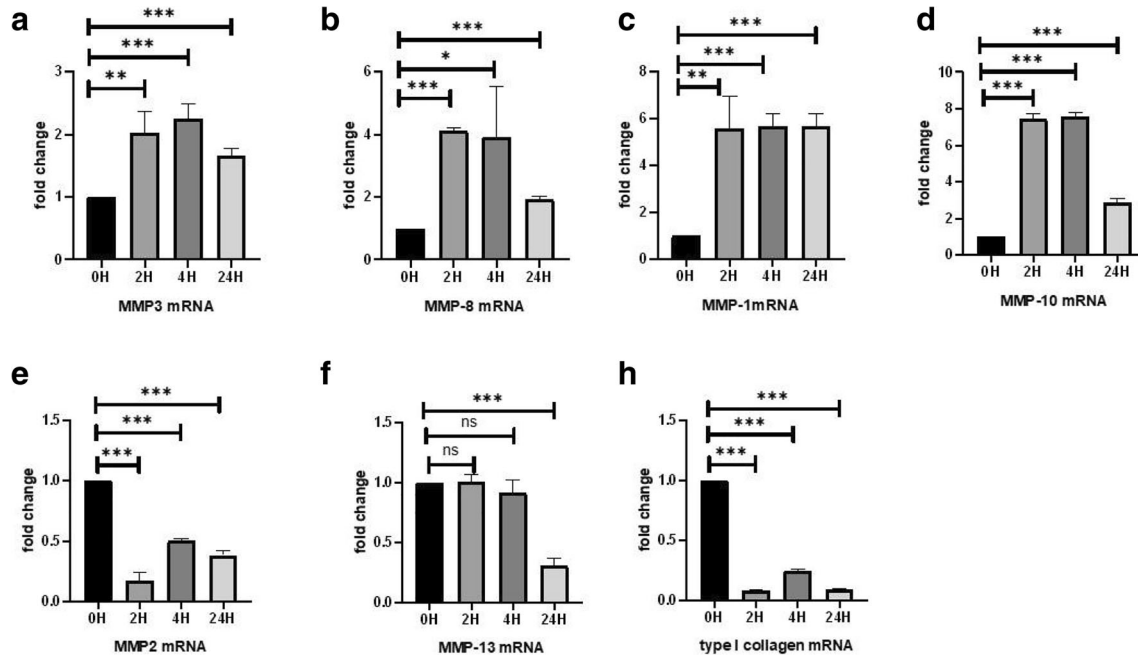 a
***
***
**
fold change
3
2
1
0
0H 2H 4H 24H
MMP3 mRNA
b
***
*
***
fold change
6
4
2
0
0H 2H 4H 24H
MMP-8 mRNA
c
***
***
**
fold change
8
6
4
2
0
0H 2H 4H 24H
MMP-1mRNA
d
***
***
***
fold change
10
8
6
4
2
0
0H 2H 4H 24H
MMP-10 mRNA
e
***
***
***
fold change
1.5
1.0
0.5
0.0
0H 2H 4H 24H
MMP2 mRNA
f
***
ns
ns
fold change
1.5
1.0
0.5
0.0
0H 2H 4H 24H
MMP-13 mRNA
h
***
***
***
fold change
1.5
1.0
0.5
0.0
0H 2H 4H 24H
type I collagen mRNA